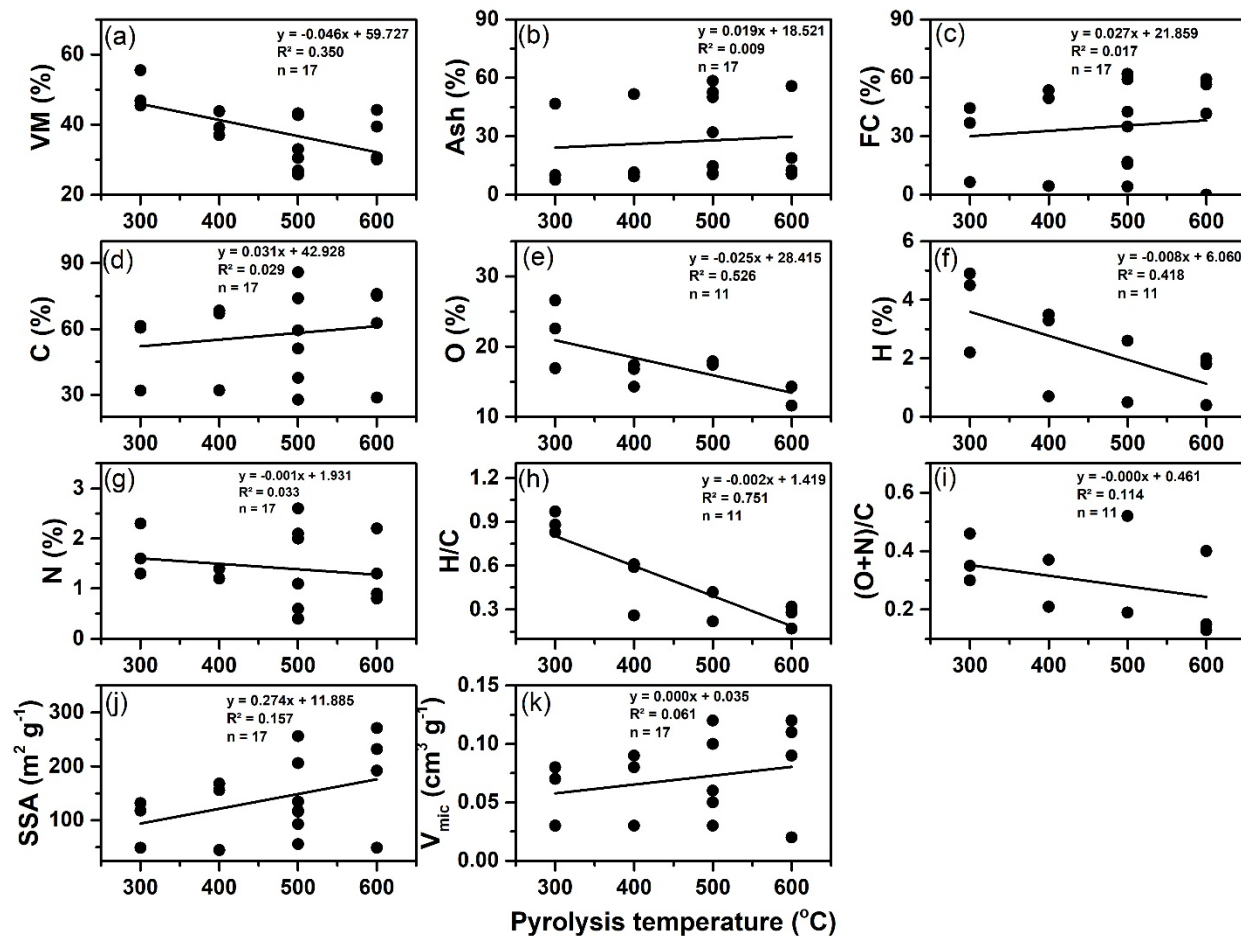 (a)
y = -0.046x + 59.727
R² = 0.350
n = 17
VM (%)
60
40
20
300 400 500 600
(b)
y = 0.019x + 18.521
R² = 0.009
n = 17
Ash (%)
90
60
30
0
300 400 500 600
(c)
y = 0.027x + 21.859
R² = 0.017
n = 17
FC (%)
90
60
30
0
300 400 500 600
(d)
y = 0.031x + 42.928
R² = 0.029
n = 17
C (%)
90
60
30
300 400 500 600
(e)
y = -0.025x + 28.415
R² = 0.526
n = 11
O (%)
30
20
10
300 400 500 600
(f)
y = -0.008x + 6.060
R² = 0.418
n = 11
H (%)
6
4
2
0
300 400 500 600
(g)
y = -0.001x + 1.931
R² = 0.033
n = 17
N (%)
3
2
1
0
300 400 500 600
(h)
y = -0.002x + 1.419
R² = 0.751
n = 11
H/C
1.2
0.9
0.6
0.3
300 400 500 600
(i)
y = -0.000x + 0.461
R² = 0.114
n = 11
(O+N)/C
0.6
0.4
0.2
300 400 500 600
(j)
y = 0.274x + 11.885
R² = 0.157
n = 17
SSA (m² g⁻¹)
300
200
100
300 400 500 600
(k)
y = 0.000x + 0.035
R² = 0.061
n = 17
Vmic (cm³ g⁻¹)
0.15
0.10
0.05
0.00
300 400 500 600
Pyrolysis temperature (°C)